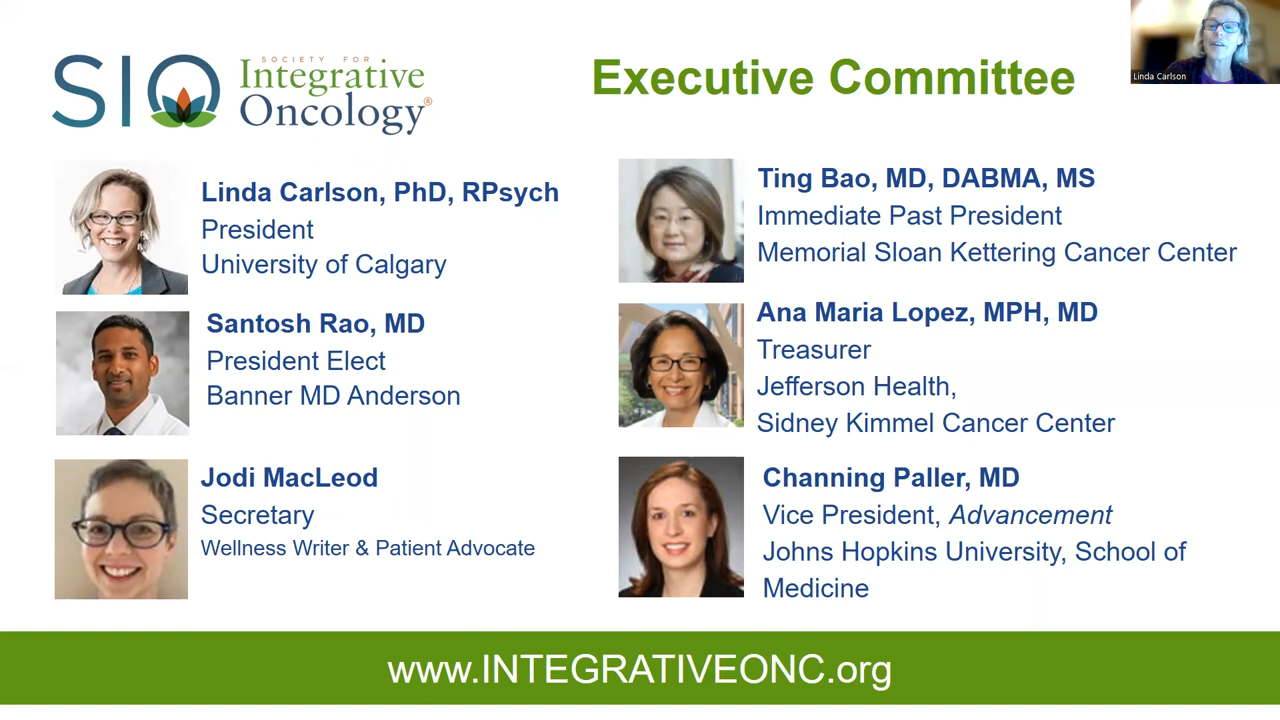 SIO
SOCIETY FOR
Integrative
Oncology®
Executive Committee
Linda Carlson
Linda Carlson, PhD, RPsych
President
University of Calgary
Santosh Rao, MD
President Elect
Banner MD Anderson
Jodi MacLeod
Secretary
Wellness Writer & Patient Advocate
Ting Bao, MD, DABMA, MS
Immediate Past President
Memorial Sloan Kettering Cancer Center
Ana Maria Lopez, MPH, MD
Treasurer
Jefferson Health,
Sidney Kimmel Cancer Center
Channing Paller, MD
Vice President, Advancement
Johns Hopkins University, School of
Medicine
www.INTEGRATIVEONC.org